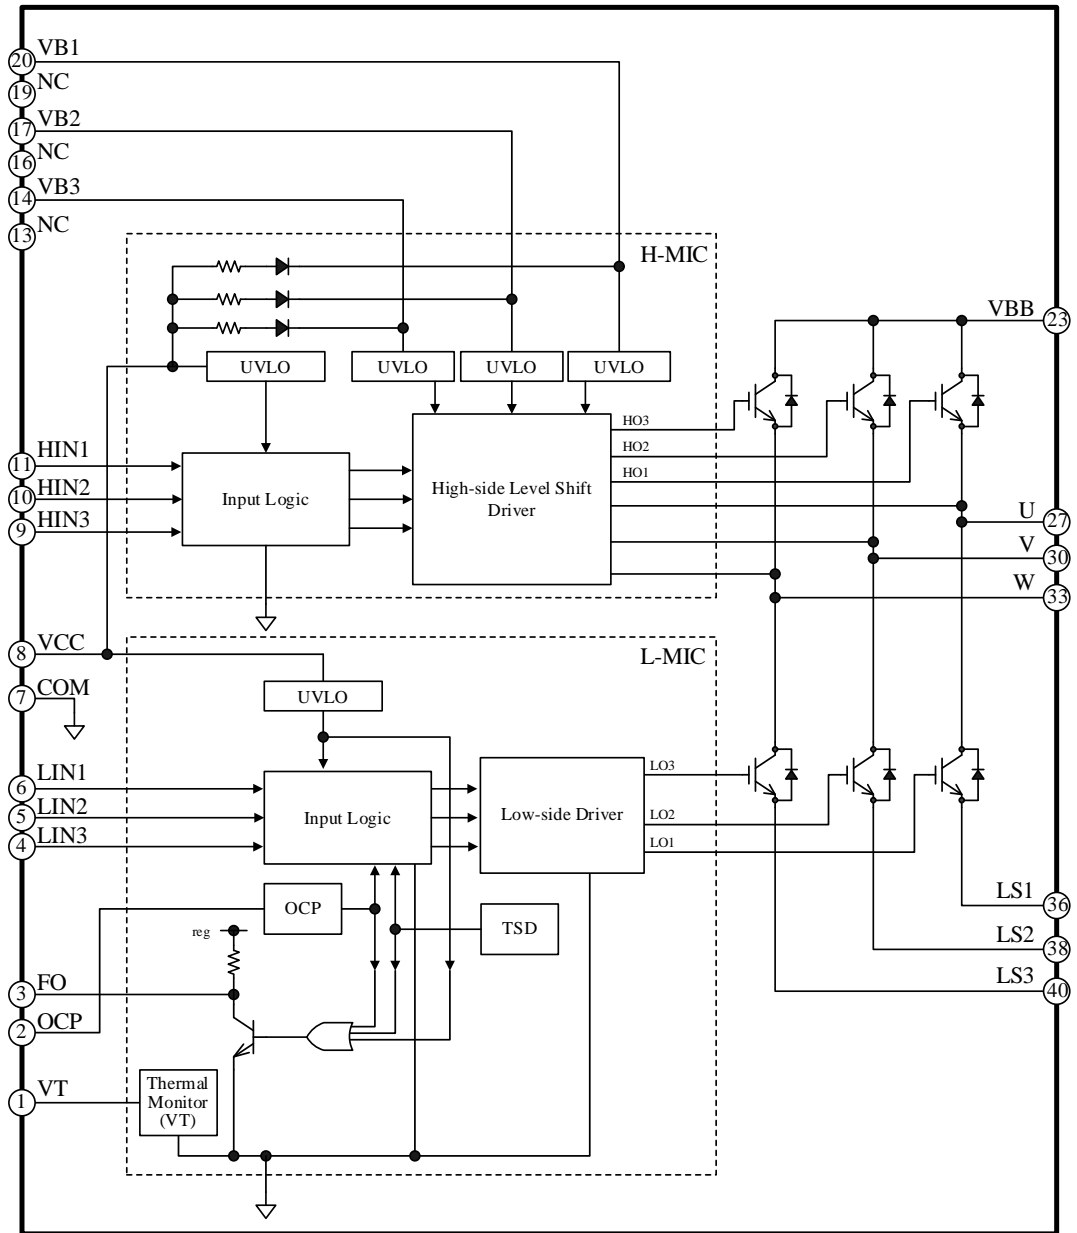 20 VB1
19 NC
17 VB2
16 NC
14 VB3
13 NC
H-MIC
VBB 23
UVLO
UVLO
UVLO
UVLO
HO3
HO2
HO1
11 HIN1
10 HIN2
9 HIN3
Input Logic
High-side Level Shift
Driver
U 27
V 30
W 33
8 VCC
7 COM
L-MIC
UVLO
6 LIN1
5 LIN2
4 LIN3
Input Logic
Low-side Driver
LO3
LO2
LO1
OCP
TSD
reg
LS1 36
LS2 38
LS3 40
3 FO
2 OCP
1 VT
Thermal
Monitor
(VT)